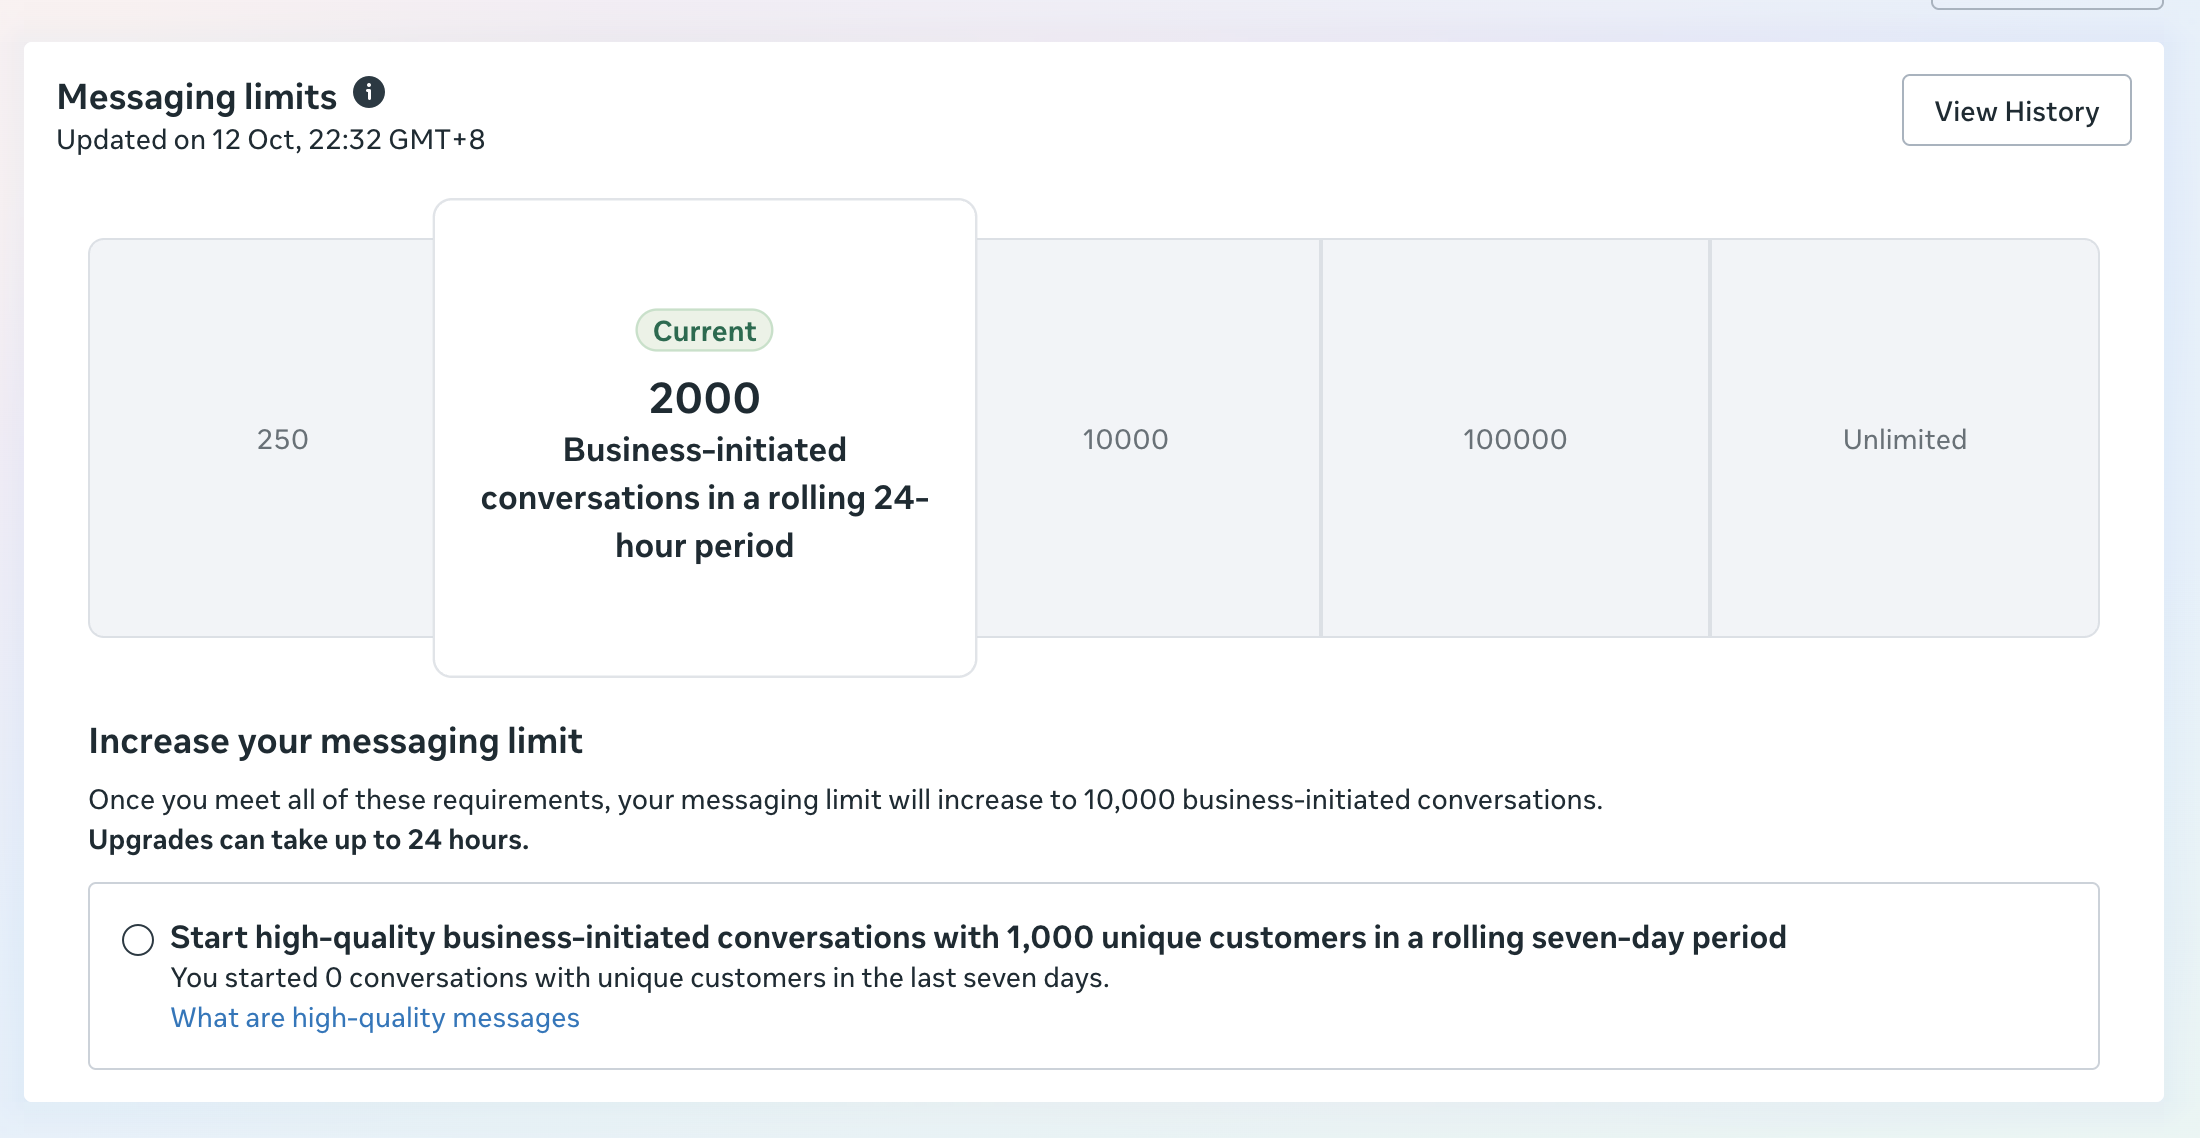 Messaging limits
Updated on 12 Oct, 22:32 GMT+8
View History
250
Current
2000
Business-initiated
conversations in a rolling 24-
hour period
10000
100000
Unlimited
Increase your messaging limit
Once you meet all of these requirements, your messaging limit will increase to 10,000 business-initiated conversations.
Upgrades can take up to 24 hours.
Start high-quality business-initiated conversations with 1,000 unique customers in a rolling seven-day period
You started 0 conversations with unique customers in the last seven days.
What are high-quality messages